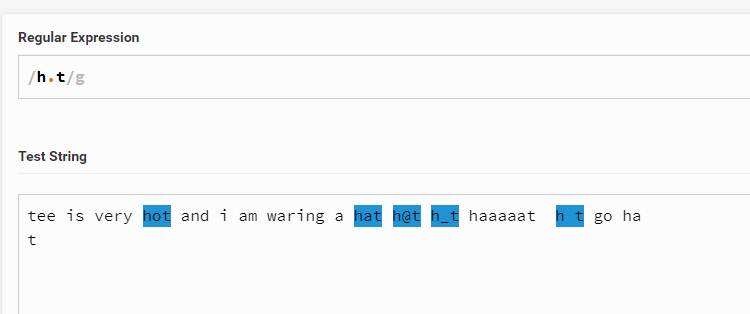 Regular Expression
/h.t/g
Test String
tee is very hot and i am waring a hat h@t h_t haaaaat  h t go ha
t